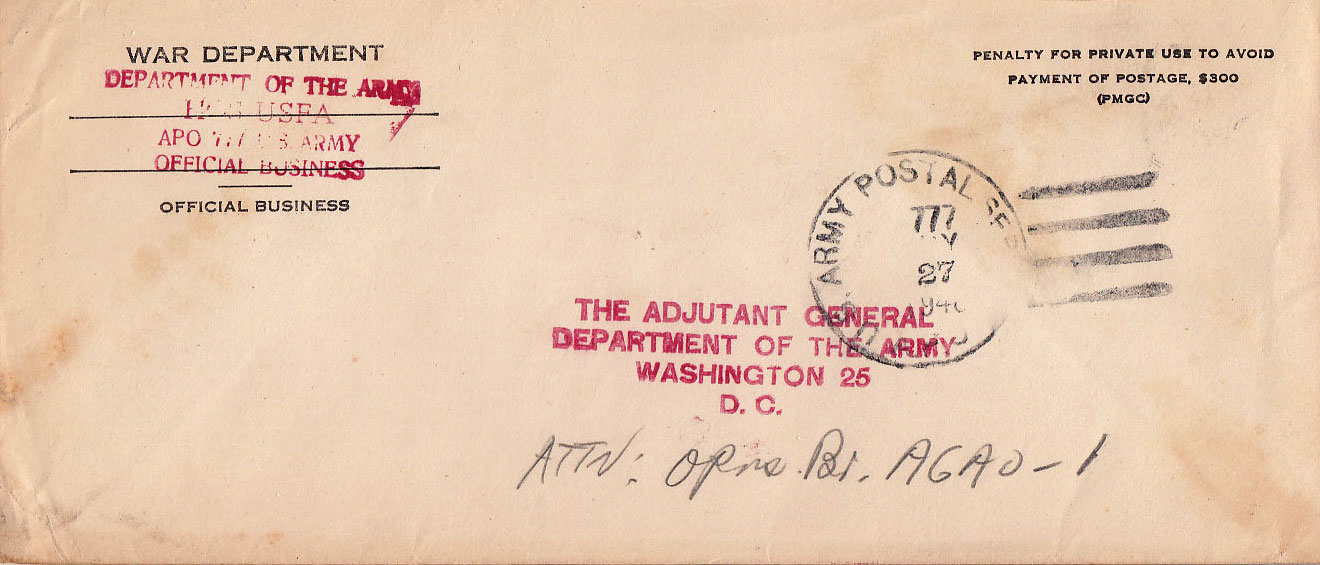 WAR DEPARTMENT
DEPARTMENT OF THE ARMY
USFA
APO 777 U.S. ARMY
OFFICIAL BUSINESS
OFFICIAL BUSINESS
PENALTY FOR PRIVATE USE TO AVOID
PAYMENT OF POSTAGE, $300
(PMGC)
ARMY POSTAL
777
27
THE ADJUTANT GENERAL
DEPARTMENT OF THE ARMY
WASHINGTON 25
D. C.
ATTN: OPns. Br. AGAO-1